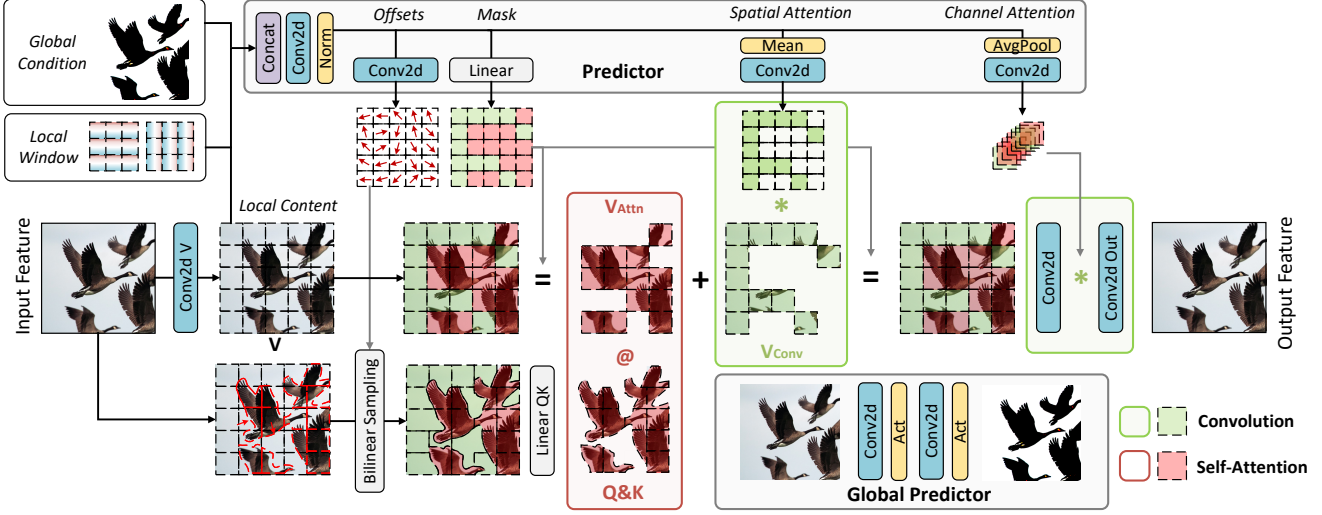 Global
Condition
Local
Window
Concat
Conv2d
Norm
Offsets
Mask
Spatial Attention
Channel Attention
Conv2d
Linear
Predictor
Mean
Conv2d
AvgPool
Conv2d
Input Feature
Conv2d V
Local Content
V
=
VAttn
@
Q&K
+
*
VConv
=
Conv2d
*
Conv2d Out
Output Feature
Bilinear Sampling
Linear QK
Conv2d
Act
Conv2d
Act
Global Predictor
Convolution
Self-Attention